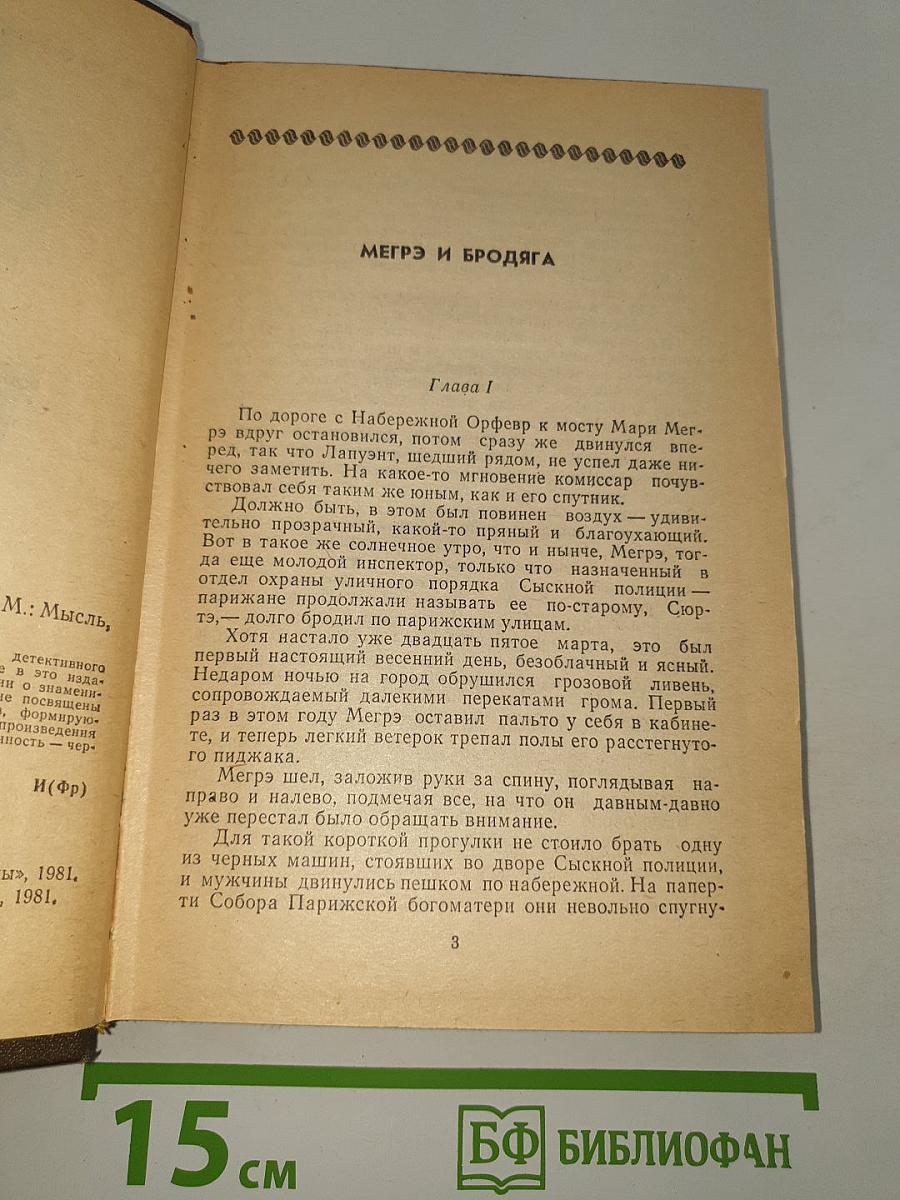 М.: Мысль,
детективного
е в это изда-
ии о знамени-
не посвящены
в, формирую-
произведения
нность — чер-
И(Фр)
ы», 1981.
, 1981.
МЕГРЭ И БРОДЯГА
Глава I
По дороге с Набережной Орфевр к мосту Мари Мег-
рэ вдруг остановился, потом сразу же двинулся впе-
ред, так что Лапуэнт, шедший рядом, не успел даже ни-
чего заметить. На какое-то мгновение комиссар почув-
ствовал себя таким же юным, как и его спутник.
Должно быть, в этом был повинен воздух — удиви-
тельно прозрачный, какой-то пряный и благоухающий.
Вот в такое же солнечное утро, что и нынче, Мегрэ, тог-
да еще молодой инспектор, только что назначенный в
отдел охраны уличного порядка Сыскной полиции —
парижане продолжали называть ее по-старому, Сюр-
тэ,— долго бродил по парижским улицам.
Хотя настало уже двадцать пятое марта, это был
первый настоящий весенний день, безоблачный и ясный.
Недаром ночью на город обрушился грозовой ливень,
сопровождаемый далекими перекатами грома. Первый
раз в этом году Мегрэ оставил пальто у себя в кабине-
те, и теперь легкий ветерок трепал полы его расстегнуто-
го пиджака.
Мегрэ шел, заложив руки за спину, поглядывая на-
право и налево, подмечая все, на что он давным-давно
уже перестал было обращать внимание.
Для такой короткой прогулки не стоило брать одну
из черных машин, стоявших во дворе Сыскной полиции,
и мужчины двинулись пешком по набережной. На папер-
ти Собора Парижской богоматери они невольно спугну-
3
15 см
БФ БИБЛИОФАН